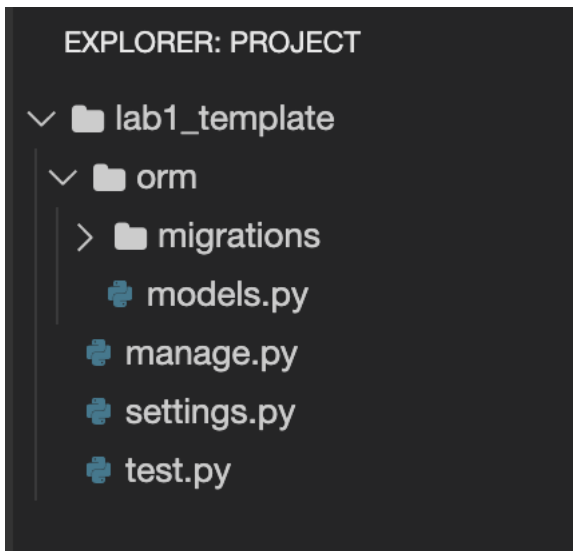 EXPLORER: PROJECT
lab1_template
orm
migrations
models.py
manage.py
settings.py
test.py